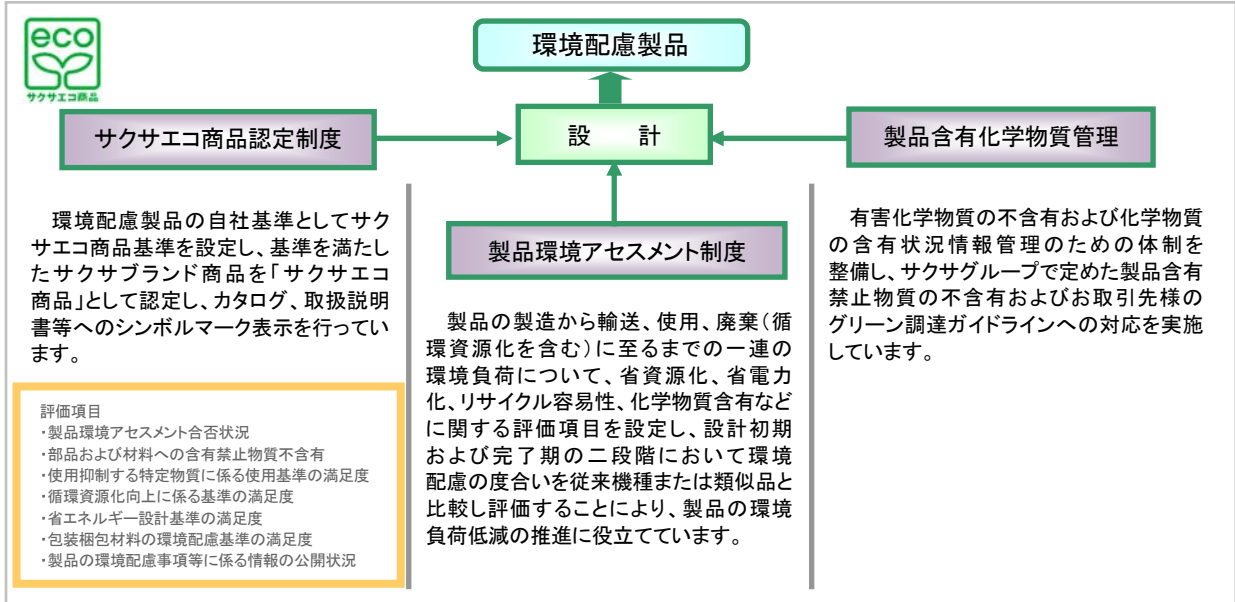 eco
サクサエコ商品
環境配慮製品
設　計
サクサエコ商品認定制度
製品含有化学物質管理
製品環境アセスメント制度
環境配慮製品の自社基準としてサク
サエコ商品基準を設定し、基準を満たし
たサクサブランド商品を「サクサエコ
商品」として認定し、カタログ、取扱説明
書等へのシンボルマーク表示を行ってい
ます。
評価項目
・製品環境アセスメント合否状況
・部品および材料への含有禁止物質不含有
・使用抑制する特定物質に係る使用基準の満足度
・循環資源化向上に係る基準の満足度
・省エネルギー設計基準の満足度
・包装梱包材料の環境配慮基準の満足度
・製品の環境配慮事項等に係る情報の公開状況
製品の製造から輸送、使用、廃棄（循
環資源化を含む）に至るまでの一連の
環境負荷について、省資源化、省電力
化、リサイクル容易性、化学物質含有など
に関する評価項目を設定し、設計初期
および完了期の二段階において環境
配慮の度合いを従来機種または類似品と
比較し評価することにより、製品の環境
負荷低減の推進に役立てています。
有害化学物質の不含有および化学物質
の含有状況情報管理のための体制を
整備し、サクサグループで定めた製品含有
禁止物質の不含有およびお取引先様の
グリーン調達ガイドラインへの対応を実施
しています。